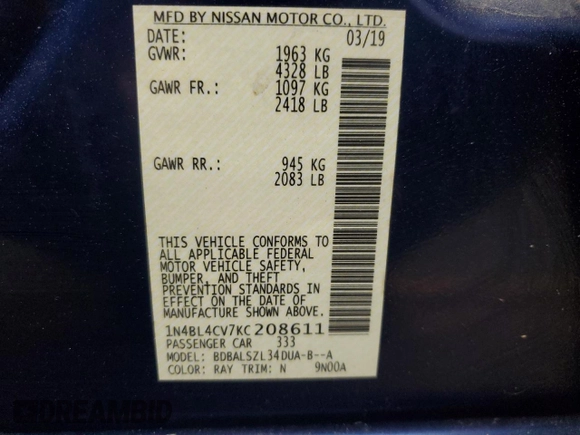 MFD BY NISSAN MOTOR CO., LTD.
DATE: 03/19
GVWR: 1963 KG
4328 LB
GAWR FR.: 1097 KG
2418 LB
GAWR RR.: 945 KG
2083 LB
THIS VEHICLE CONFORMS TO
ALL APPLICABLE FEDERAL
MOTOR VEHICLE SAFETY,
BUMPER, AND THEFT
PREVENTION STANDARDS IN
EFFECT ON THE DATE OF
MANUFACTURE SHOWN ABOVE.
1N4BL4CV7KC208611
PASSENGER CAR 333
MODEL: BDBALSZL34DUA-B--A
COLOR: RAY TRIM: N 9N00A
DREAMBID